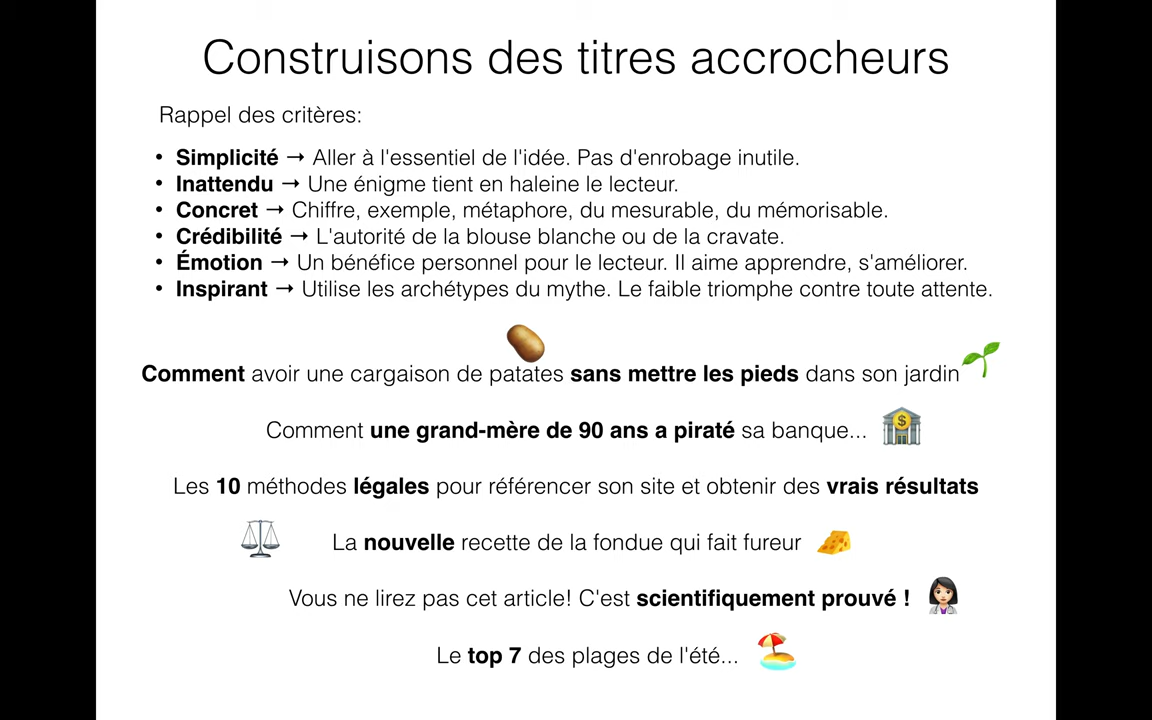 Construisons des titres accrocheurs
Rappel des critères:
• Simplicité → Aller à l'essentiel de l'idée. Pas d'enrobage inutile.
• Inattendu → Une énigme tient en haleine le lecteur.
• Concret → Chiffre, exemple, métaphore, du mesurable, du mémorisable.
• Crédibilité → L'autorité de la blouse blanche ou de la cravate.
• Émotion → Un bénéfice personnel pour le lecteur. Il aime apprendre, s'améliorer.
• Inspirant → Utilise les archétypes du mythe. Le faible triomphe contre toute attente.
Comment avoir une cargaison de patates sans mettre les pieds dans son jardin
Comment une grand-mère de 90 ans a piraté sa banque...
Les 10 méthodes légales pour référencer son site et obtenir des vrais résultats
La nouvelle recette de la fondue qui fait fureur
Vous ne lirez pas cet article! C'est scientifiquement prouvé !
Le top 7 des plages de l'été...